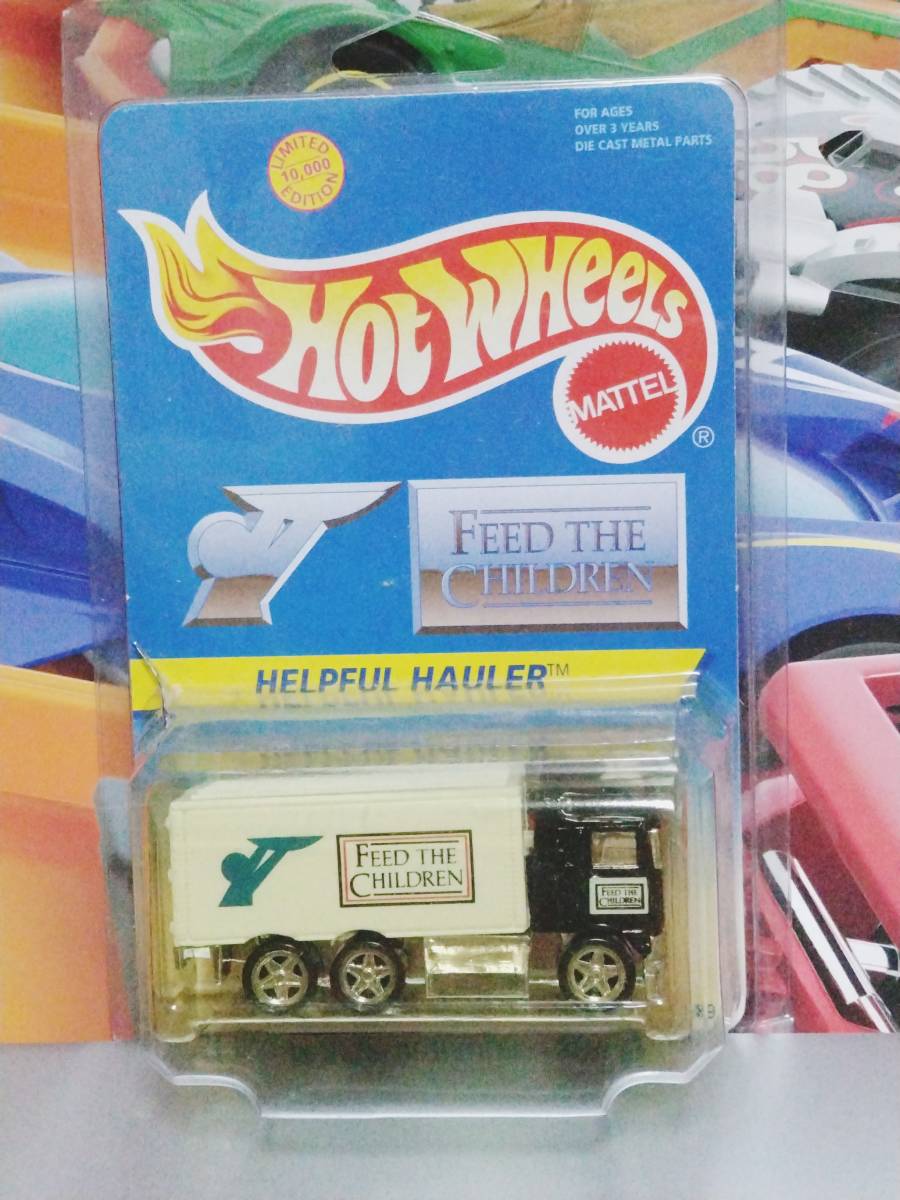 FOR AGES
OVER 3 YEARS
DIE CAST METAL PARTS
LIMITED
10,000
EDITION
HOT WHEELS
MATTEL
®
FEED THE
CHILDREN
HELPFUL HAULER™
FEED THE
CHILDREN
FEED THE
CHILDREN